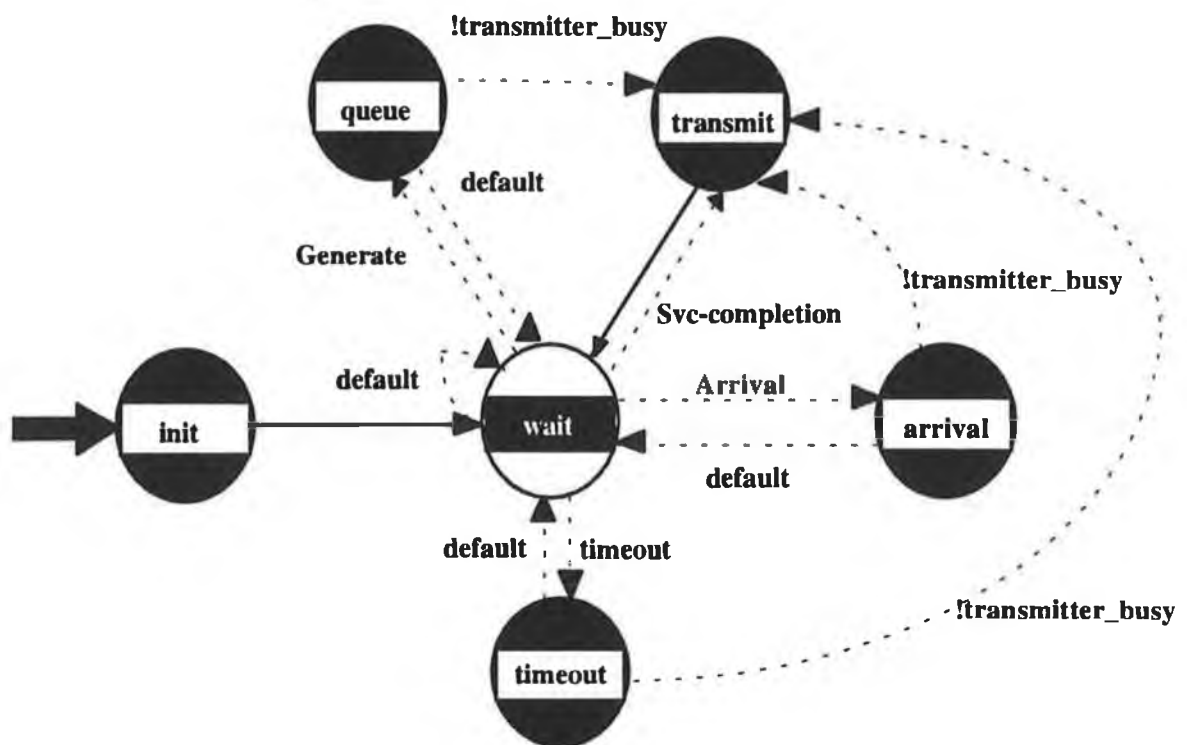 !transmitter_busy
queue
transmit
default
Generate
!transmitter_busy
Svc-completion
default
Arrival
init
wait
arrival
default
default
timeout
!transmitter_busy
timeout